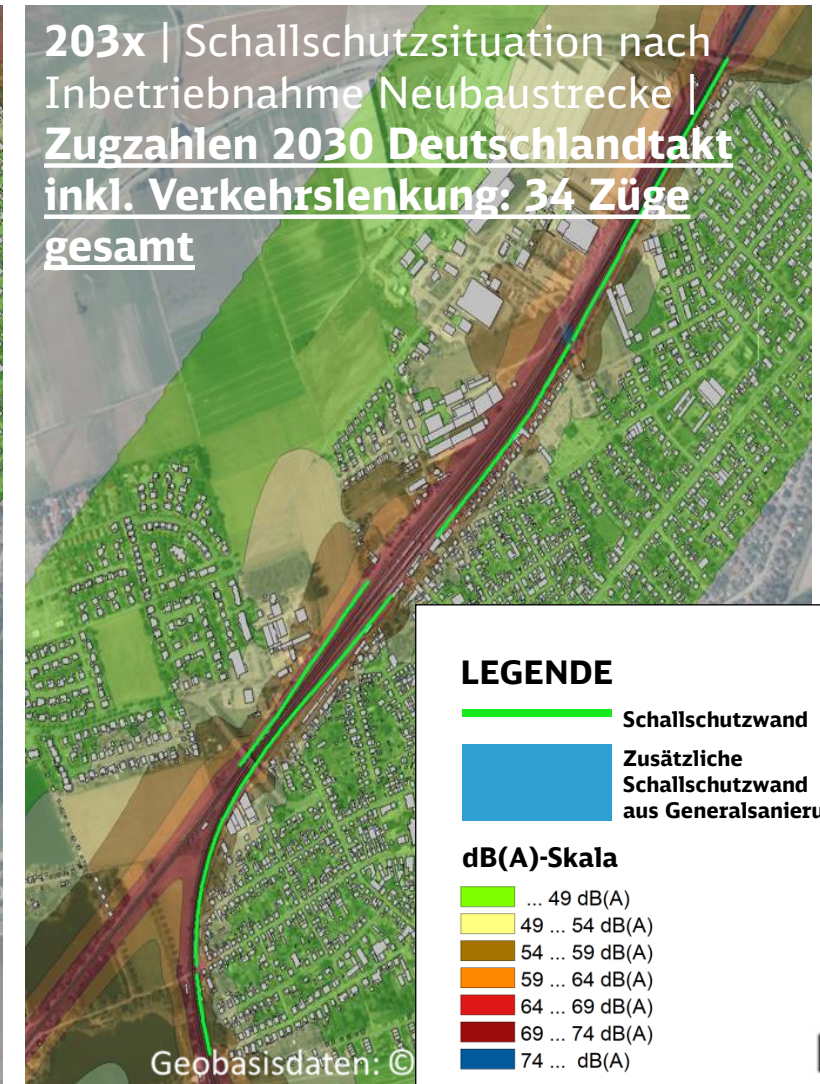 203x | Schallschutzsituation nach
Inbetriebnahme Neubaustrecke |
Zugzahlen 2030 Deutschlandtakt
inkl. Verkehrslenkung: 34 Züge
gesamt
LEGENDE
Schallschutzwand
Zusätzliche
Schallschutzwand
aus Generalsanieru
dB(A)-Skala
... 49 dB(A)
49 ... 54 dB(A)
54 ... 59 dB(A)
59 ... 64 dB(A)
64 ... 69 dB(A)
69 ... 74 dB(A)
74 ... dB(A)
Geobasisdaten: ©